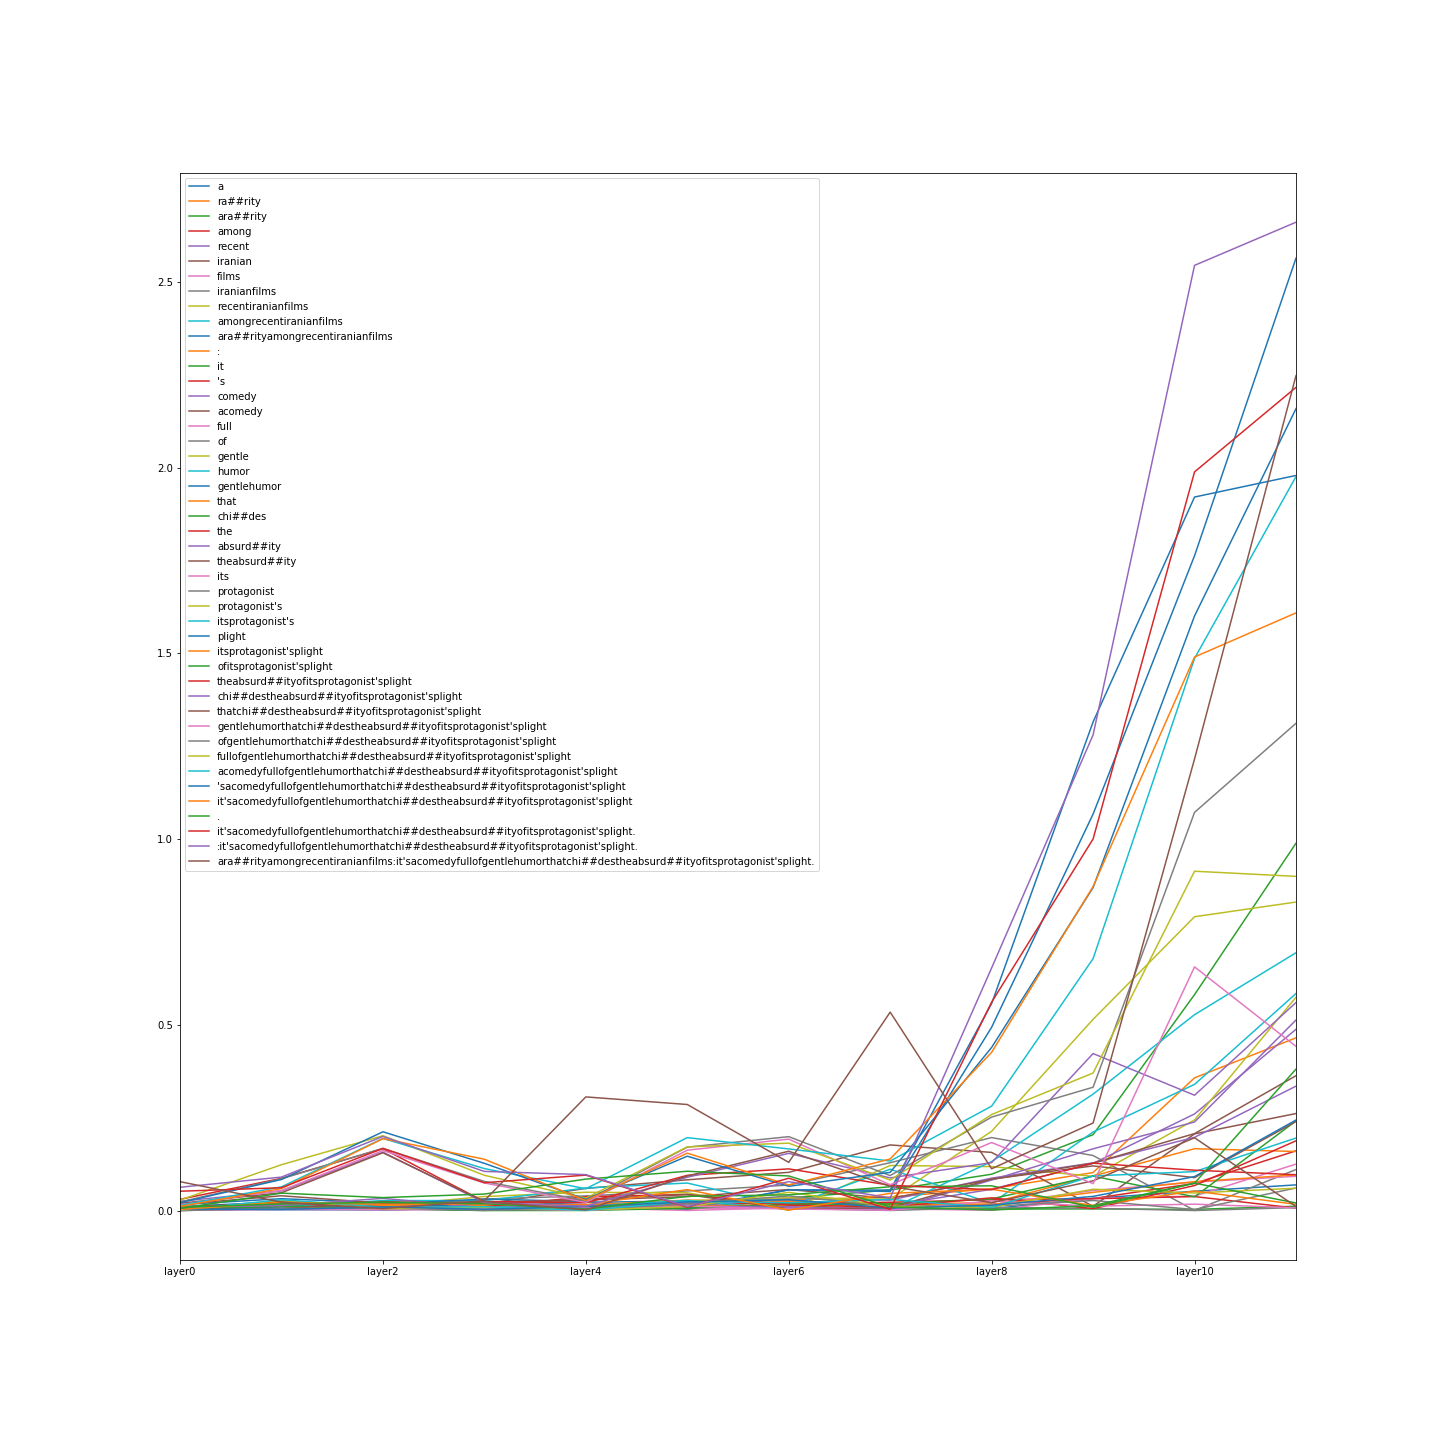 a
ra##rity
ara##rity
among
recent
iranian
films
iranianfilms
recentiranianfilms
amongrecentiranianfilms
ara##rityamongrecentiranianfilms
:
it
's
comedy
acomedy
full
of
gentle
humor
gentlehumor
that
chi##des
the
absurd##ity
theabsurd##ity
its
protagonist
protagonist's
itsprotagonist's
plight
itsprotagonist'splight
ofitsprotagonist'splight
theabsurd##ityofitsprotagonist'splight
chi##destheabsurd##ityofitsprotagonist'splight
thatchi##destheabsurd##ityofitsprotagonist'splight
gentlehumorthatchi##destheabsurd##ityofitsprotagonist'splight
ofgentlehumorthatchi##destheabsurd##ityofitsprotagonist'splight
fullofgentlehumorthatchi##destheabsurd##ityofitsprotagonist'splight
acomedyfullofgentlehumorthatchi##destheabsurd##ityofitsprotagonist'splight
'sacomedyfullofgentlehumorthatchi##destheabsurd##ityofitsprotagonist'splight
it'sacomedyfullofgentlehumorthatchi##destheabsurd##ityofitsprotagonist'splight
.
it'sacomedyfullofgentlehumorthatchi##destheabsurd##ityofitsprotagonist'splight.
:it'sacomedyfullofgentlehumorthatchi##destheabsurd##ityofitsprotagonist'splight.
ara##rityamongrecentiranianfilms:it'sacomedyfullofgentlehumorthatchi##destheabsurd##ityofitsprotagonist'splight.
2.5
2.0
1.5
1.0
0.5
0.0
layer0 layer2 layer4 layer6 layer8 layer10